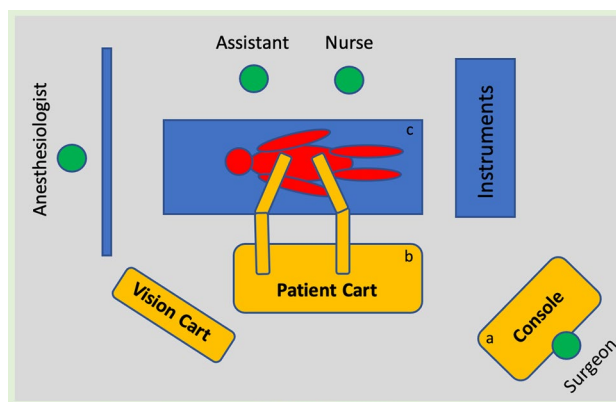 Assistant
Nurse
Anesthesiologist
c
Instruments
b
Patient Cart
Vision Cart
Console
a
Surgeon